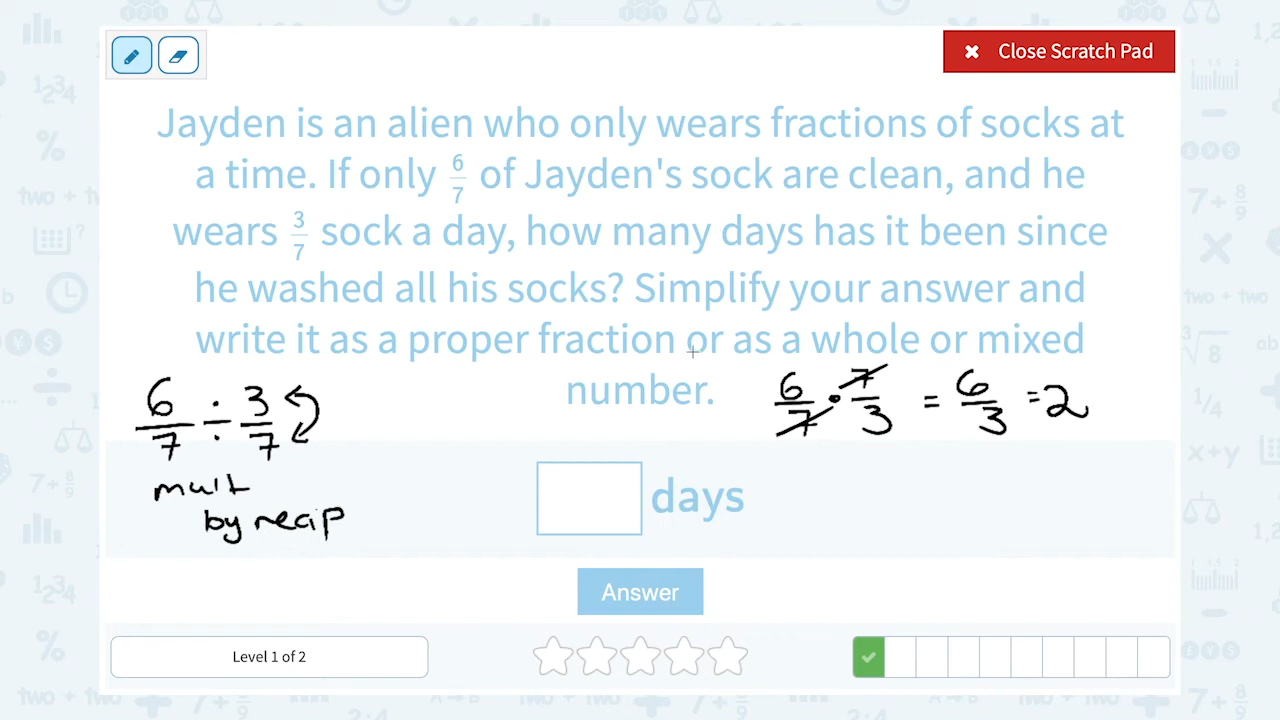 Close Scratch Pad
Jayden is an alien who only wears fractions of socks at
a time. If only 6/7 of Jayden's sock are clean, and he
wears 3/7 sock a day, how many days has it been since
he washed all his socks? Simplify your answer and
write it as a proper fraction or as a whole or mixed
number.
6/7 ÷ 3/7
mult
by recip
6/7 • 7/3 = 6/3 = 2
days
Answer
Level 1 of 2